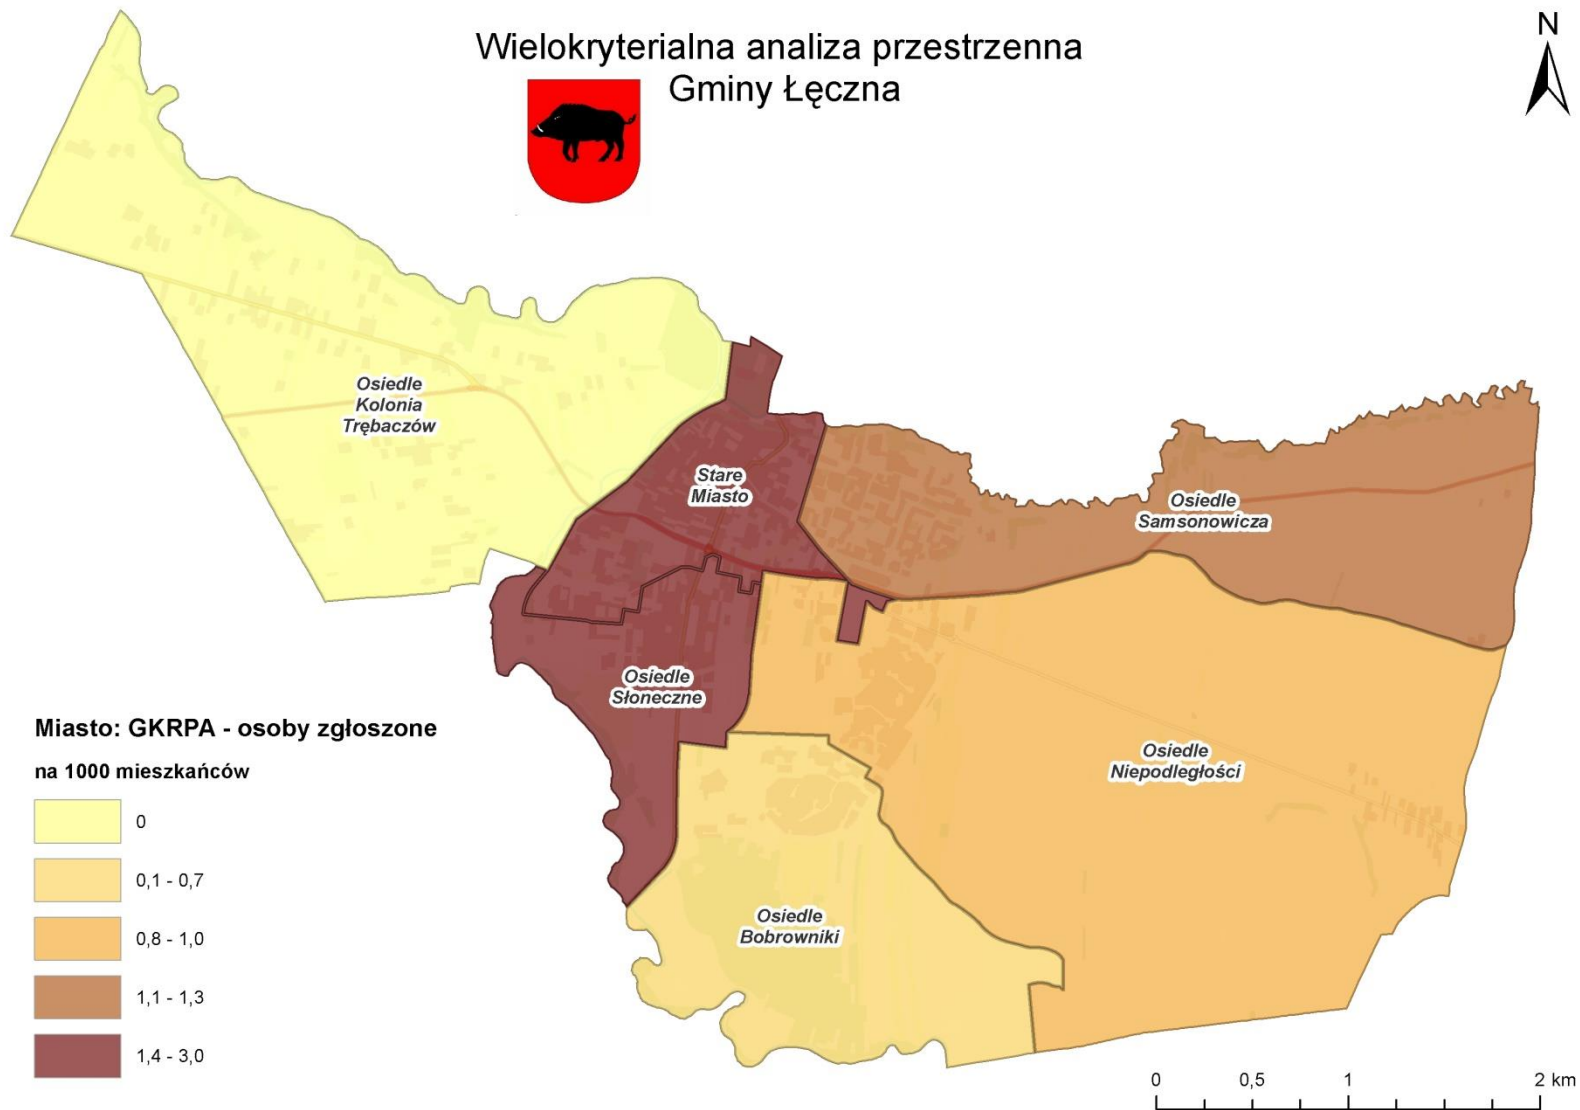 Wielokryterialna analiza przestrzenna
Gminy Łęczna
N
Osiedle
Kolonia
Trębaczów
Stare
Miasto
Osiedle
Samsonowicza
Osiedle
Słoneczne
Osiedle
Niepodległości
Osiedle
Bobrowniki
Miasto: GKRPA - osoby zgłoszone
na 1000 mieszkańców
0
0,1 - 0,7
0,8 - 1,0
1,1 - 1,3
1,4 - 3,0
0 0,5 1 2 km